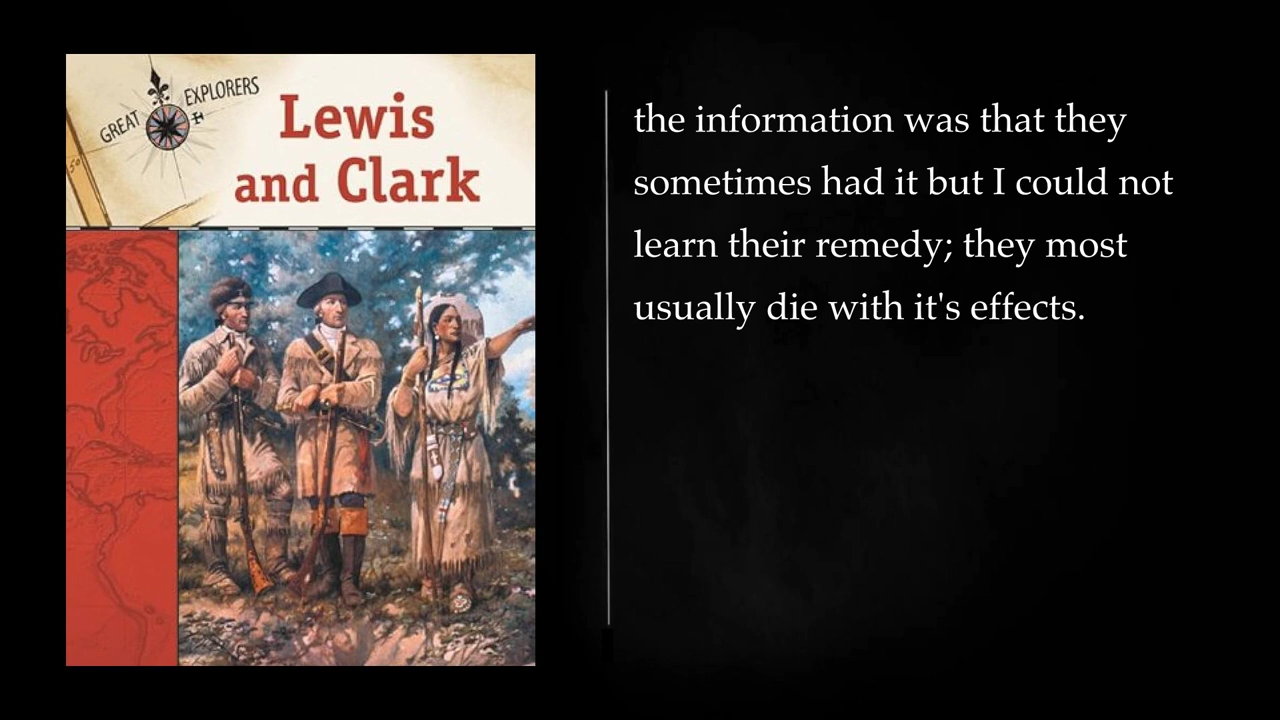 GREAT EXPLORERS
Lewis
and Clark
50
the information was that they
sometimes had it but I could not
learn their remedy; they most
usually die with it's effects.